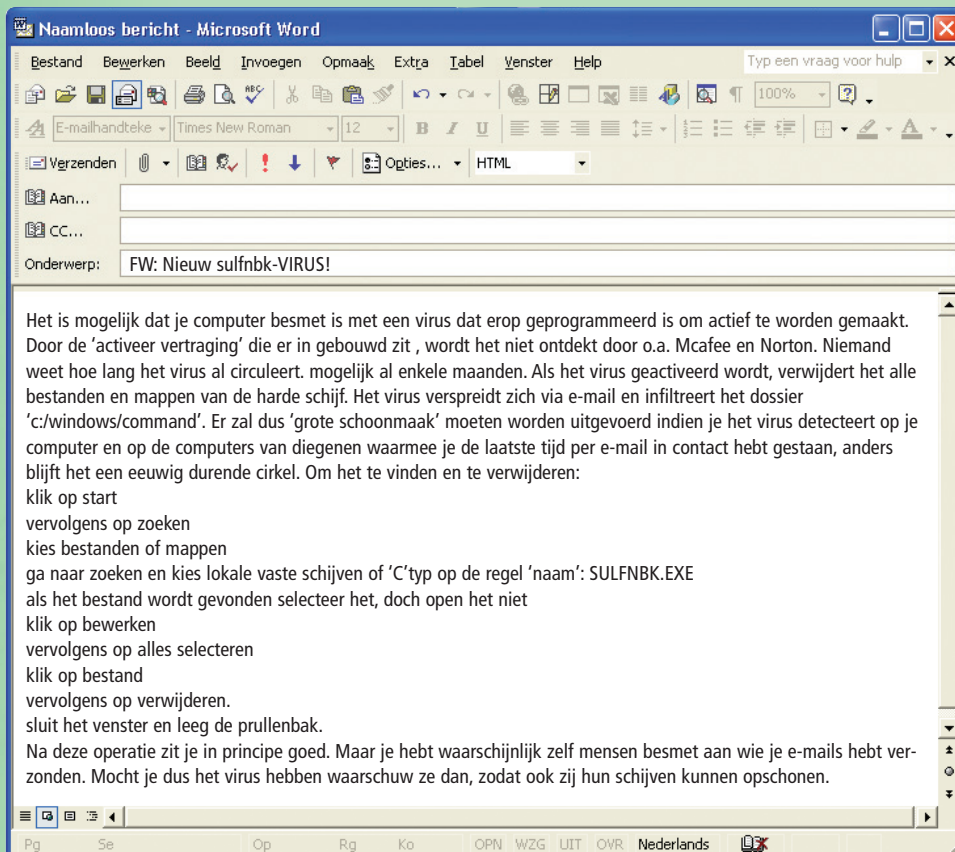 Naamloos bericht - Microsoft Word
Bestand Bewerken Beeld Invoegen Opmaak Extra Tabel Venster Help Typ een vraag voor hulp
100%
E-mailhandteke Times New Roman 12 B I U
Verzenden Opties... HTML
Aan...
CC...
Onderwerp: FW: Nieuw sulfnbk-VIRUS!
Het is mogelijk dat je computer besmet is met een virus dat erop geprogrammeerd is om actief te worden gemaakt.
Door de ‘activeer vertraging’ die er in gebouwd zit , wordt het niet ontdekt door o.a. Mcafee en Norton. Niemand
weet hoe lang het virus al circuleert. mogelijk al enkele maanden. Als het virus geactiveerd wordt, verwijdert het alle
bestanden en mappen van de harde schijf. Het virus verspreidt zich via e-mail en infiltreert het dossier
‘c:/windows/command’. Er zal dus ‘grote schoonmaak’ moeten worden uitgevoerd indien je het virus detecteert op je
computer en op de computers van diegenen waarmee je de laatste tijd per e-mail in contact hebt gestaan, anders
blijft het een eeuwig durende cirkel. Om het te vinden en te verwijderen:
klik op start
vervolgens op zoeken
kies bestanden of mappen
ga naar zoeken en kies lokale vaste schijven of ‘C’typ op de regel ‘naam’: SULFNBK.EXE
als het bestand wordt gevonden selecteer het, doch open het niet
klik op bewerken
vervolgens op alles selecteren
klik op bestand
vervolgens op verwijderen.
sluit het venster en leeg de prullenbak.
Na deze operatie zit je in principe goed. Maar je hebt waarschijnlijk zelf mensen besmet aan wie je e-mails hebt ver-
zonden. Mocht je dus het virus hebben waarschuw ze dan, zodat ook zij hun schijven kunnen opschonen.
Pg Se Op Rg Ko OPN WZG UIT OVR Nederlands